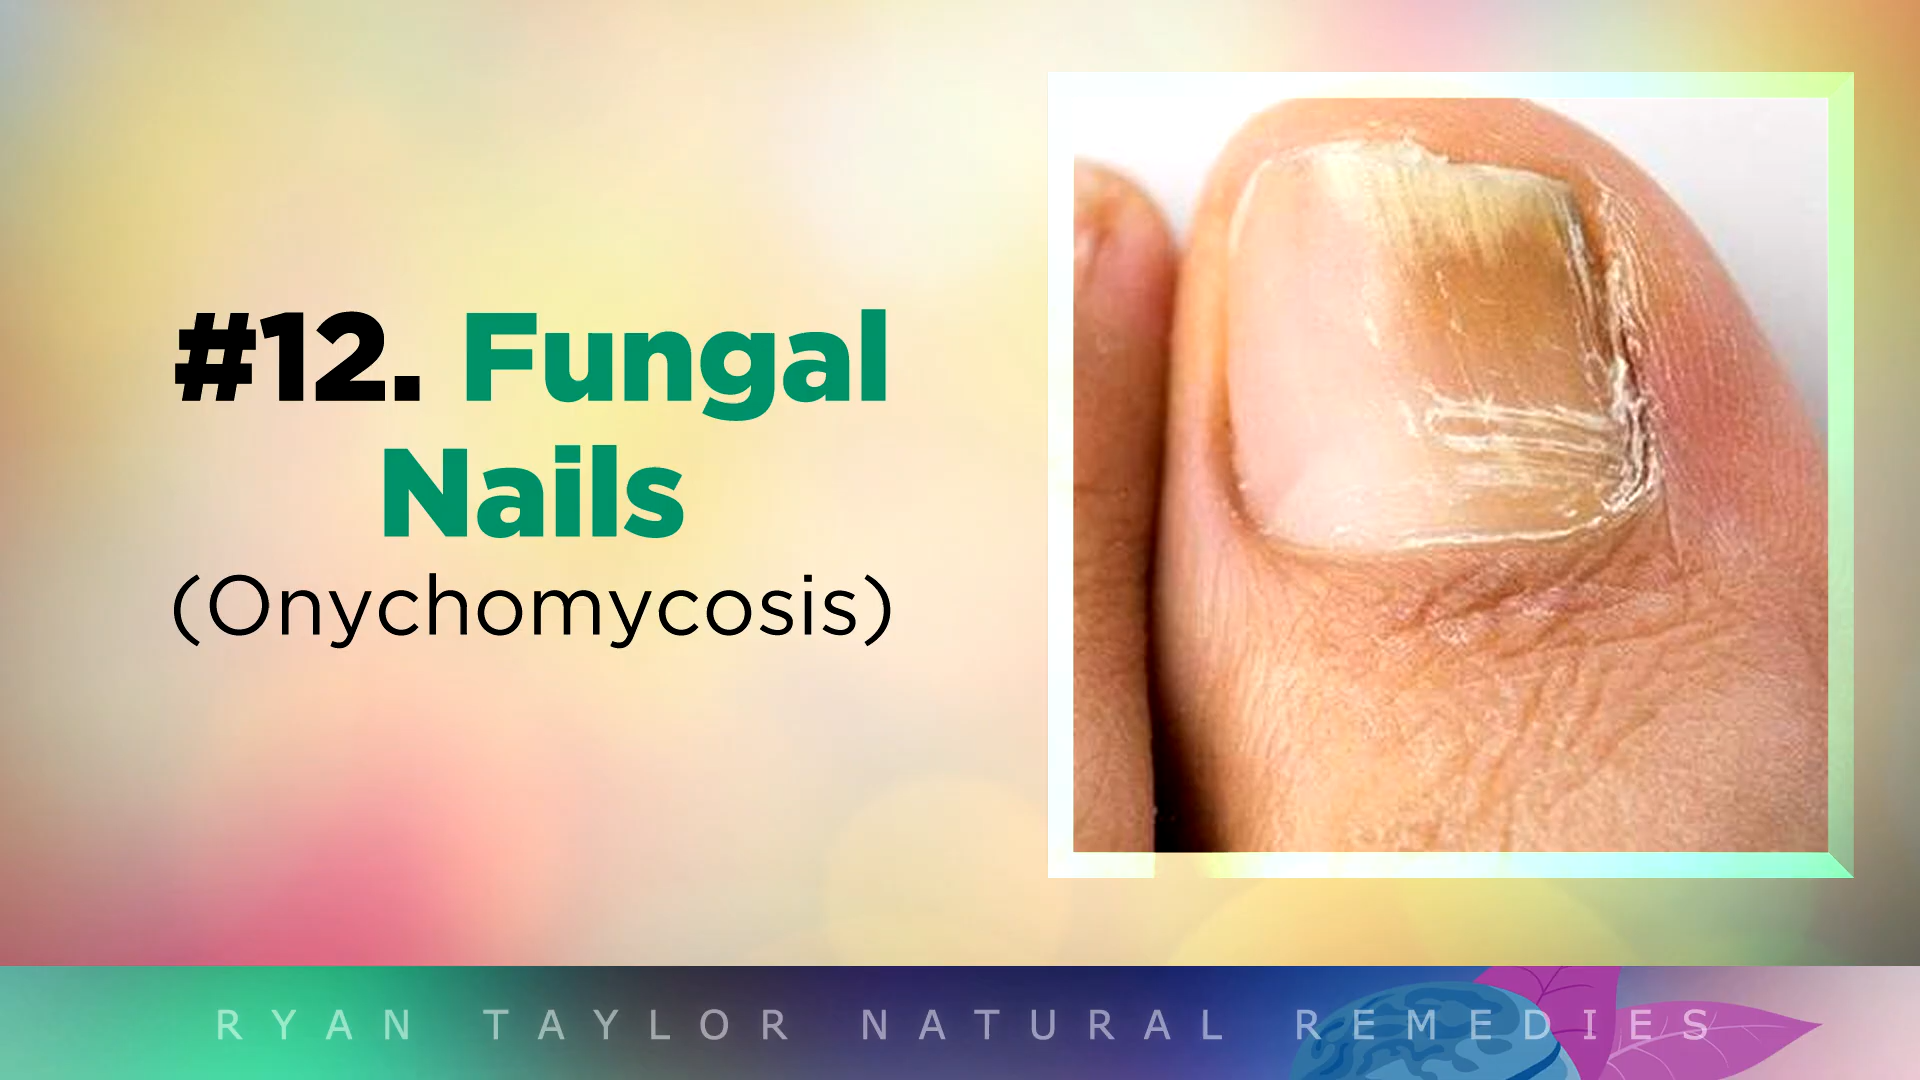 #12. Fungal
Nails
(Onychomycosis)
RYAN TAYLOR NATURAL REMEDIES